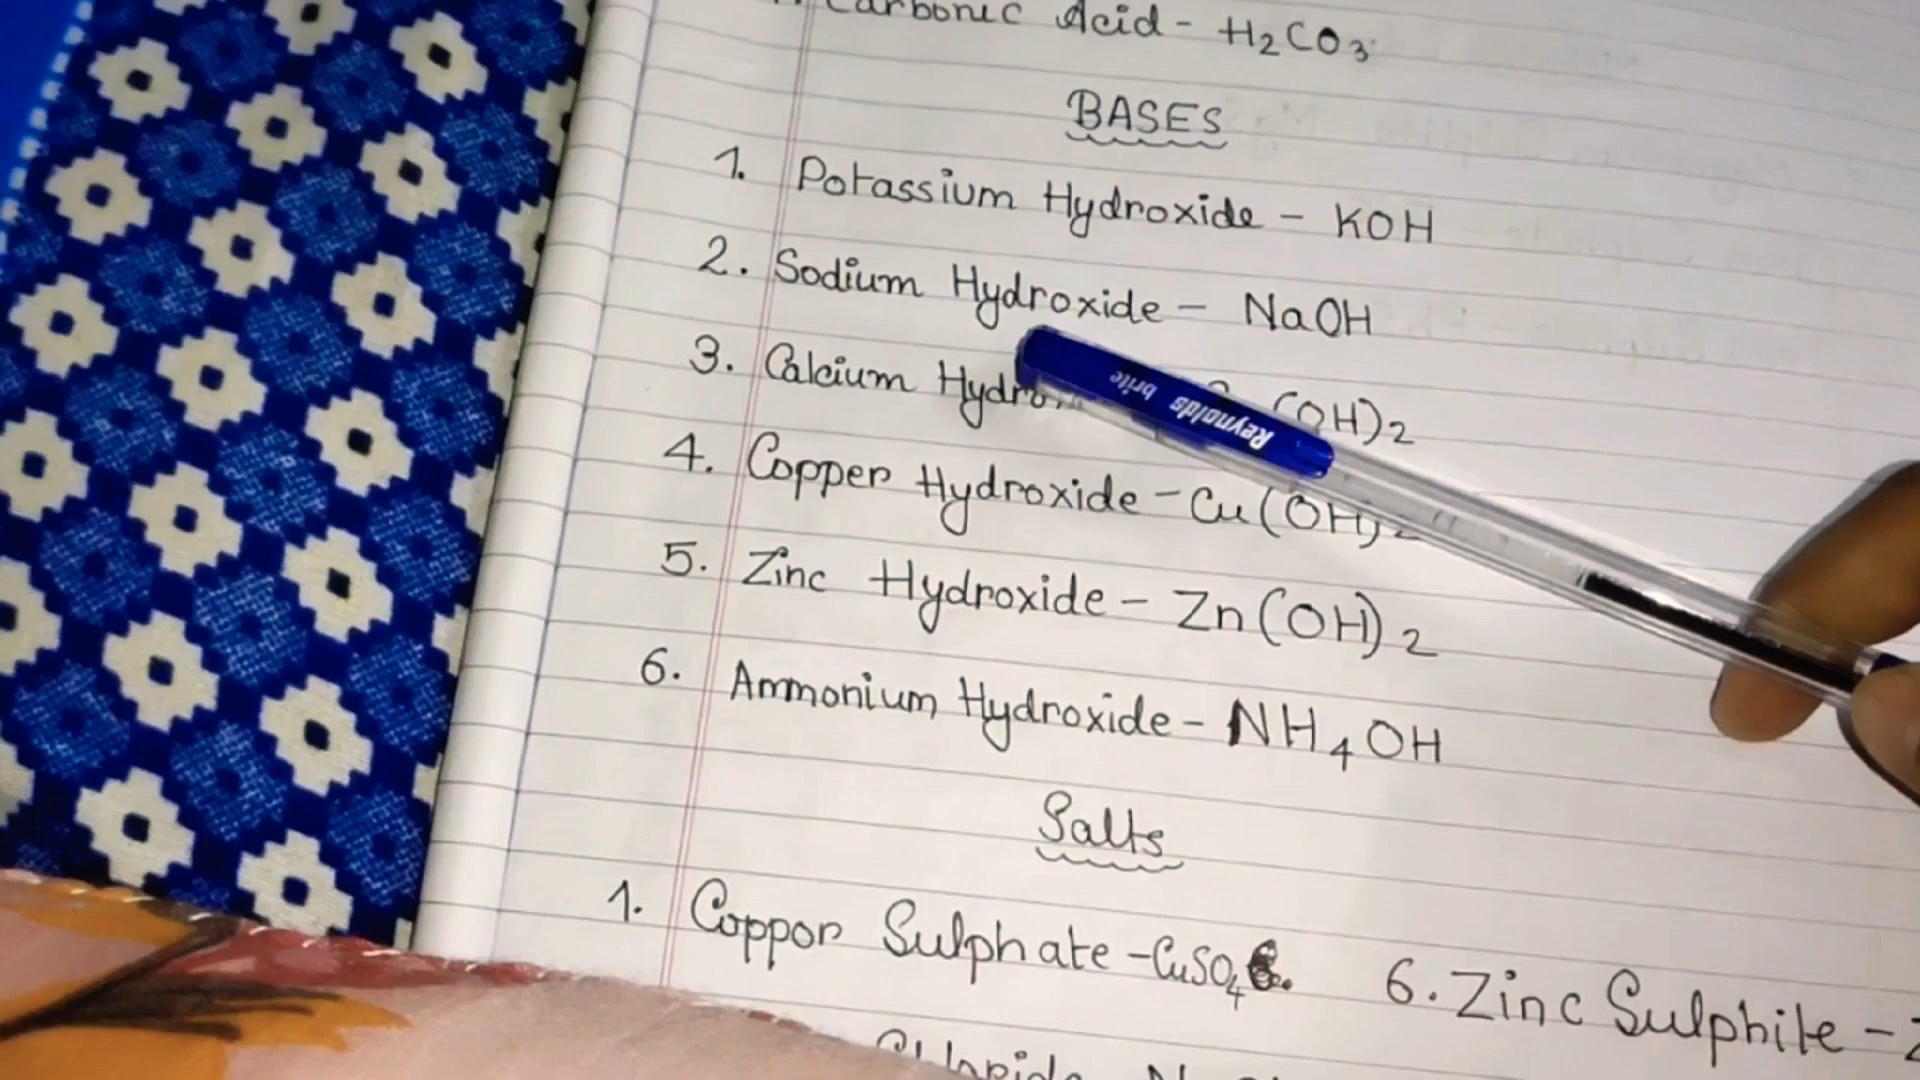 Carbonic Acid - H2CO3
BASES
1. Potassium Hydroxide - KOH
2. Sodium Hydroxide - NaOH
3. Calcium Hydro (OH)2
Reynolds brite
4. Copper Hydroxide - Cu(OH)2
5. Zinc Hydroxide - Zn(OH)2
6. Ammonium Hydroxide - NH4OH
Salts
1. Coppor Sulphate - CuSO4. 6. Zinc Sulphite -
Chloride